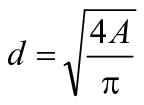 d = √(4A/π)